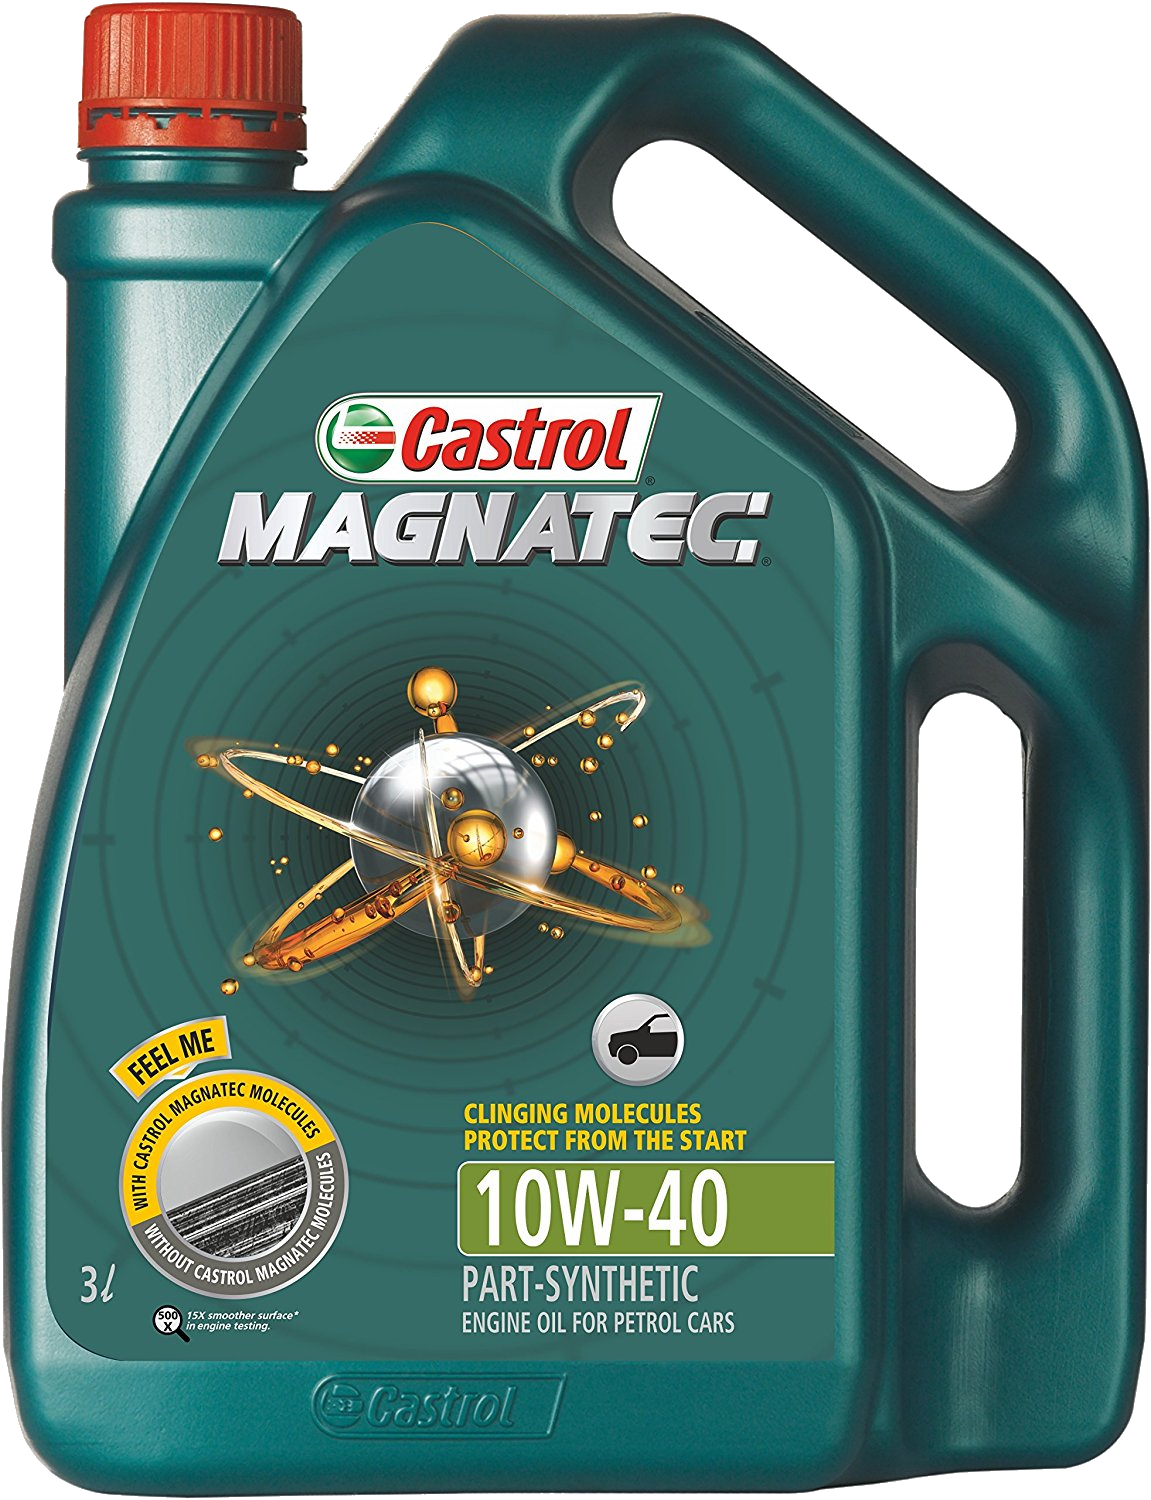 Castrol
®
MAGNATEC
®
FEEL ME
WITH CASTROL MAGNATEC MOLECULES
WITHOUT CASTROL MAGNATEC MOLECULES
CLINGING MOLECULES
PROTECT FROM THE START
10W-40
PART-SYNTHETIC
ENGINE OIL FOR PETROL CARS
3ℓ
500
X
15X smoother surface*
in engine testing.
Castrol